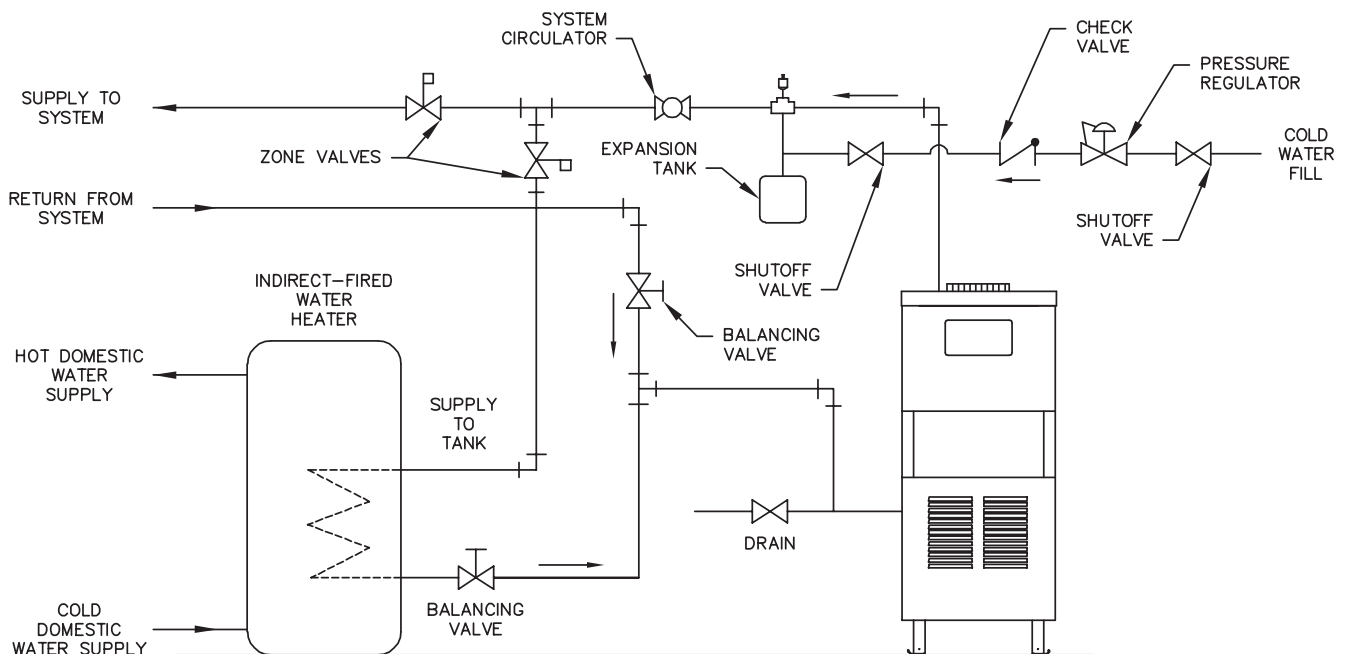 SYSTEM
CIRCULATOR
CHECK
VALVE
PRESSURE
REGULATOR
SUPPLY TO
SYSTEM
ZONE VALVES
EXPANSION
TANK
COLD
WATER
FILL
RETURN FROM
SYSTEM
SHUTOFF
VALVE
SHUTOFF
VALVE
INDIRECT-FIRED
WATER
HEATER
BALANCING
VALVE
HOT DOMESTIC
WATER
SUPPLY
SUPPLY
TO
TANK
DRAIN
BALANCING
VALVE
COLD
DOMESTIC
WATER SUPPLY